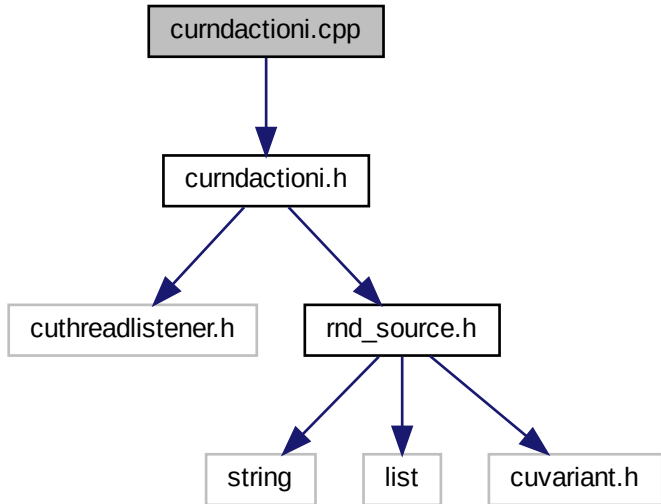 curndactioni.cpp
curndactioni.h
cuthreadlistener.h
rnd_source.h
string
list
cuvariant.h